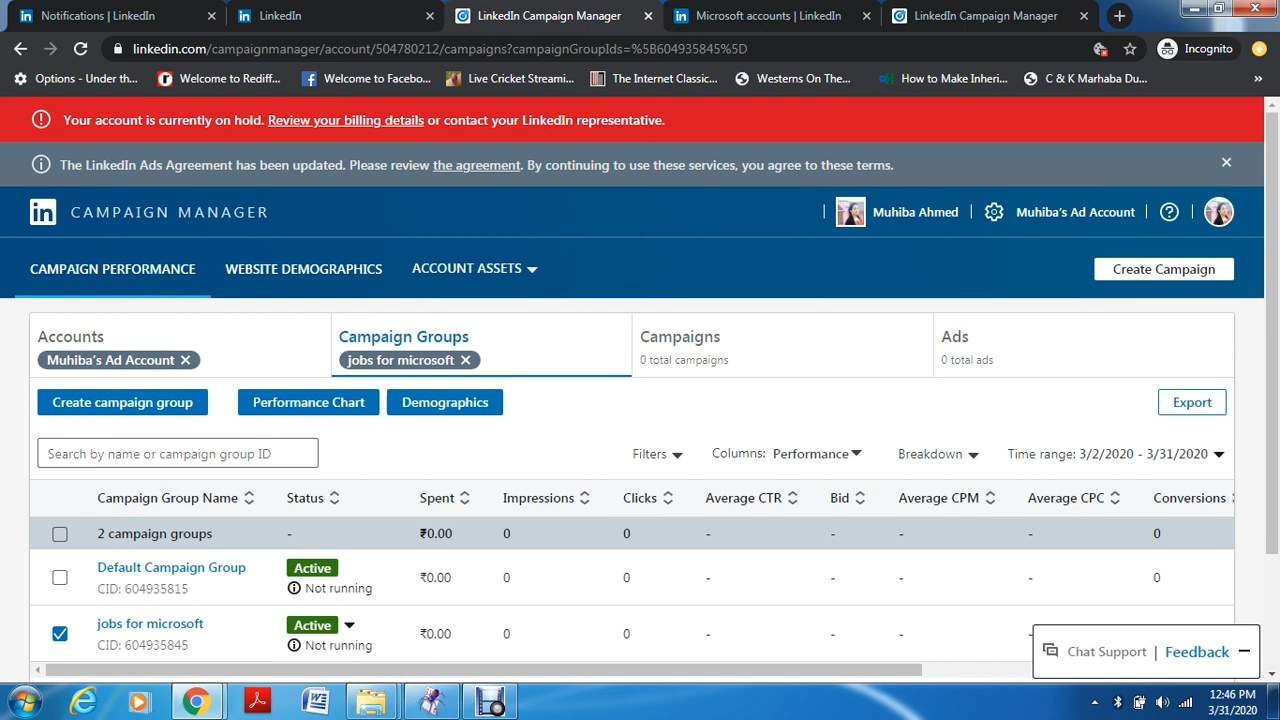 Notifications | LinkedIn
LinkedIn
LinkedIn Campaign Manager
Microsoft accounts | LinkedIn
LinkedIn Campaign Manager
linkedin.com/campaignmanager/account/504780212/campaigns?campaignGroupIds=%5B604935845%5D
Incognito
Options - Under th...
Welcome to Rediff...
Welcome to Facebo...
Live Cricket Streami...
The Internet Classic...
Westerns On The...
How to Make Inheri...
C & K Marhaba Du...
»
Your account is currently on hold. Review your billing details or contact your LinkedIn representative.
The LinkedIn Ads Agreement has been updated. Please review the agreement. By continuing to use these services, you agree to these terms.
in CAMPAIGN MANAGER
Muhiba Ahmed
Muhiba's Ad Account
CAMPAIGN PERFORMANCE
WEBSITE DEMOGRAPHICS
ACCOUNT ASSETS
Create Campaign
Accounts
Muhiba's Ad Account
Campaign Groups
jobs for microsoft
Campaigns
0 total campaigns
Ads
0 total ads
Create campaign group
Performance Chart
Demographics
Export
Search by name or campaign group ID
Filters
Columns: Performance
Breakdown
Time range: 3/2/2020 - 3/31/2020
Campaign Group Name Status Spent Impressions Clicks Average CTR Bid Average CPM Average CPC Conversions
2 campaign groups - ₹0.00 0 0 - - - - 0
Default Campaign Group Active ₹0.00 0 0 - - - - 0
CID: 604935815 Not running
jobs for microsoft Active ₹0.00 0 0 - - - -
CID: 604935845 Not running
Chat Support | Feedback
12:46 PM
3/31/2020